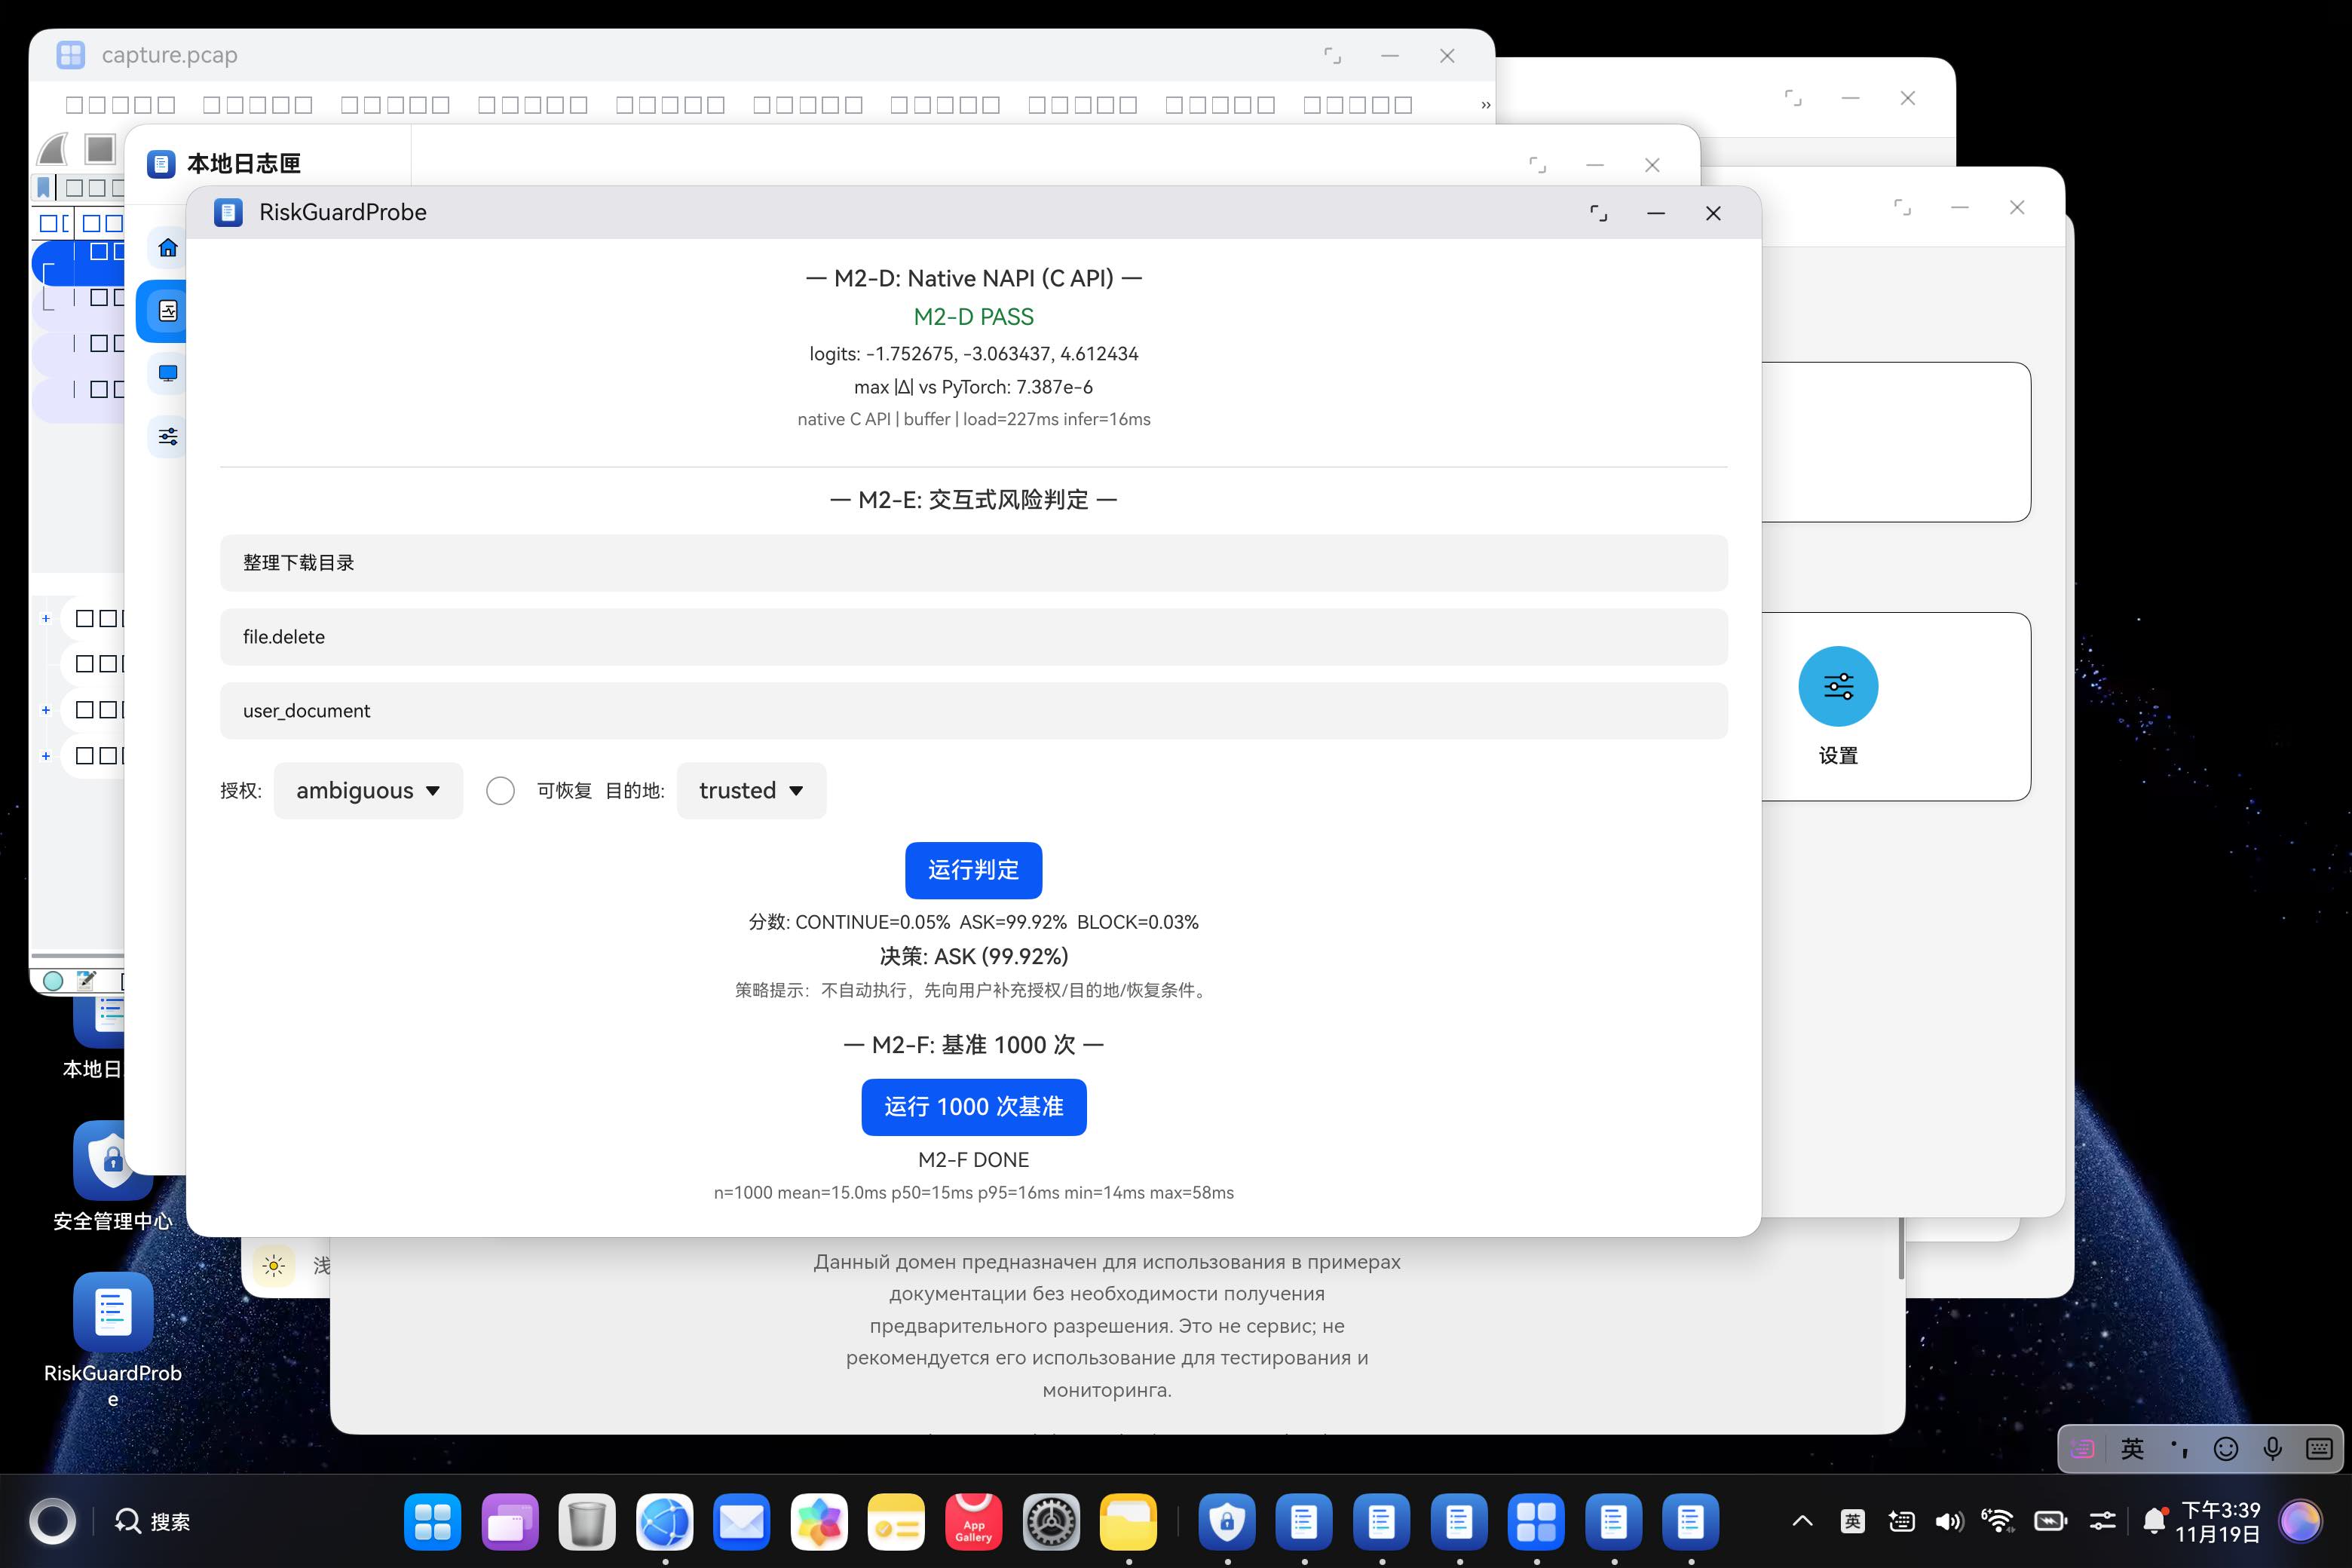 capture.pcap
本地日志匣
RiskGuardProbe
— M2-D: Native NAPI (C API) —
M2-D PASS
logits: -1.752675, -3.063437, 4.612434
max |Δ| vs PyTorch: 7.387e-6
native C API | buffer | load=227ms infer=16ms
— M2-E: 交互式风险判定 —
整理下载目录
file.delete
user_document
授权: ambiguous 可恢复 目的地: trusted
设置
运行判定
分数: CONTINUE=0.05% ASK=99.92% BLOCK=0.03%
决策: ASK (99.92%)
策略提示：不自动执行，先向用户补充授权/目的地/恢复条件。
— M2-F: 基准 1000 次 —
运行 1000 次基准
M2-F DONE
n=1000 mean=15.0ms p50=15ms p95=16ms min=14ms max=58ms
本地日
安全管理中心
RiskGuardProb
e
浅
Данный домен предназначен для использования в примерах
документации без необходимости получения
предварительного разрешения. Это не сервис; не
рекомендуется его использование для тестирования и
мониторинга.
英
搜索
App
Gallery
英
6
下午3:39
11月19日